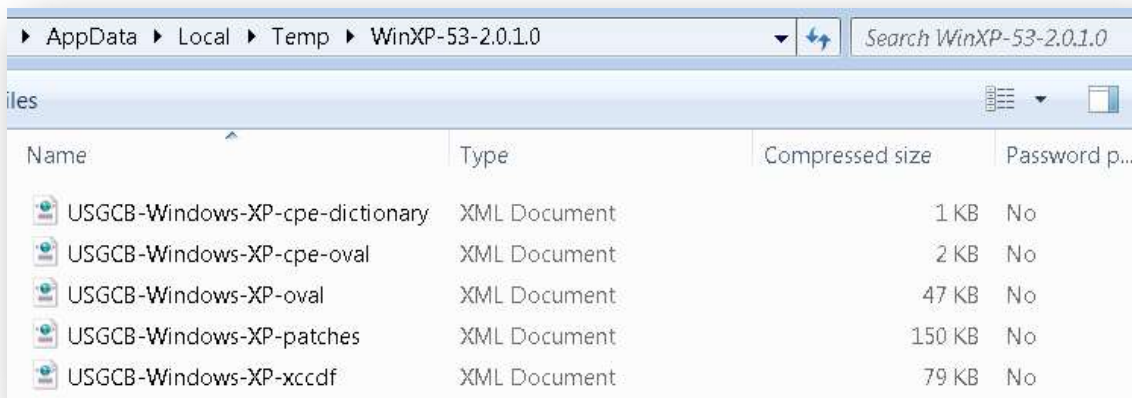 AppData Local Temp WinXP-53-2.0.1.0 Search WinXP-53-2.0.1.0
iles
Name Type Compressed size Password p...
USGCB-Windows-XP-cpe-dictionary XML Document 1 KB No
USGCB-Windows-XP-cpe-oval XML Document 2 KB No
USGCB-Windows-XP-oval XML Document 47 KB No
USGCB-Windows-XP-patches XML Document 150 KB No
USGCB-Windows-XP-xccdf XML Document 79 KB No